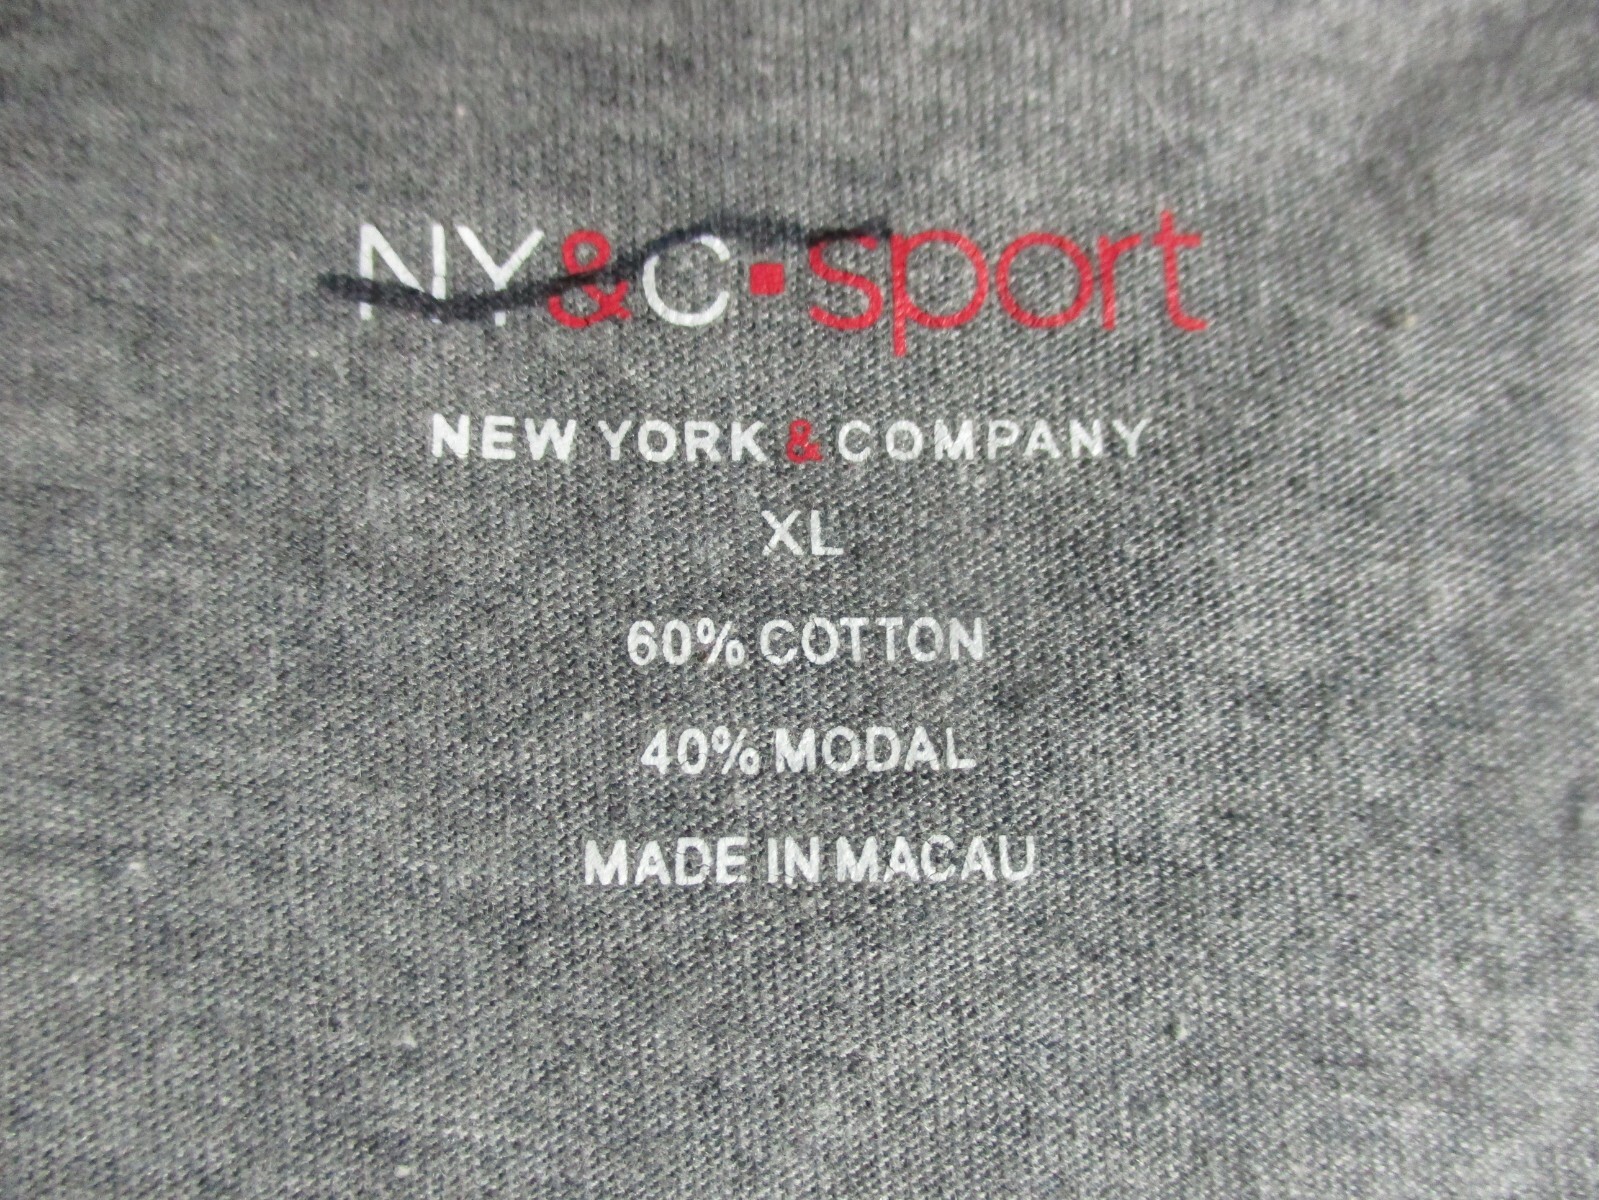 NY&C▪sport
NEW YORK & COMPANY
XL
60% COTTON
40% MODAL
MADE IN MACAU